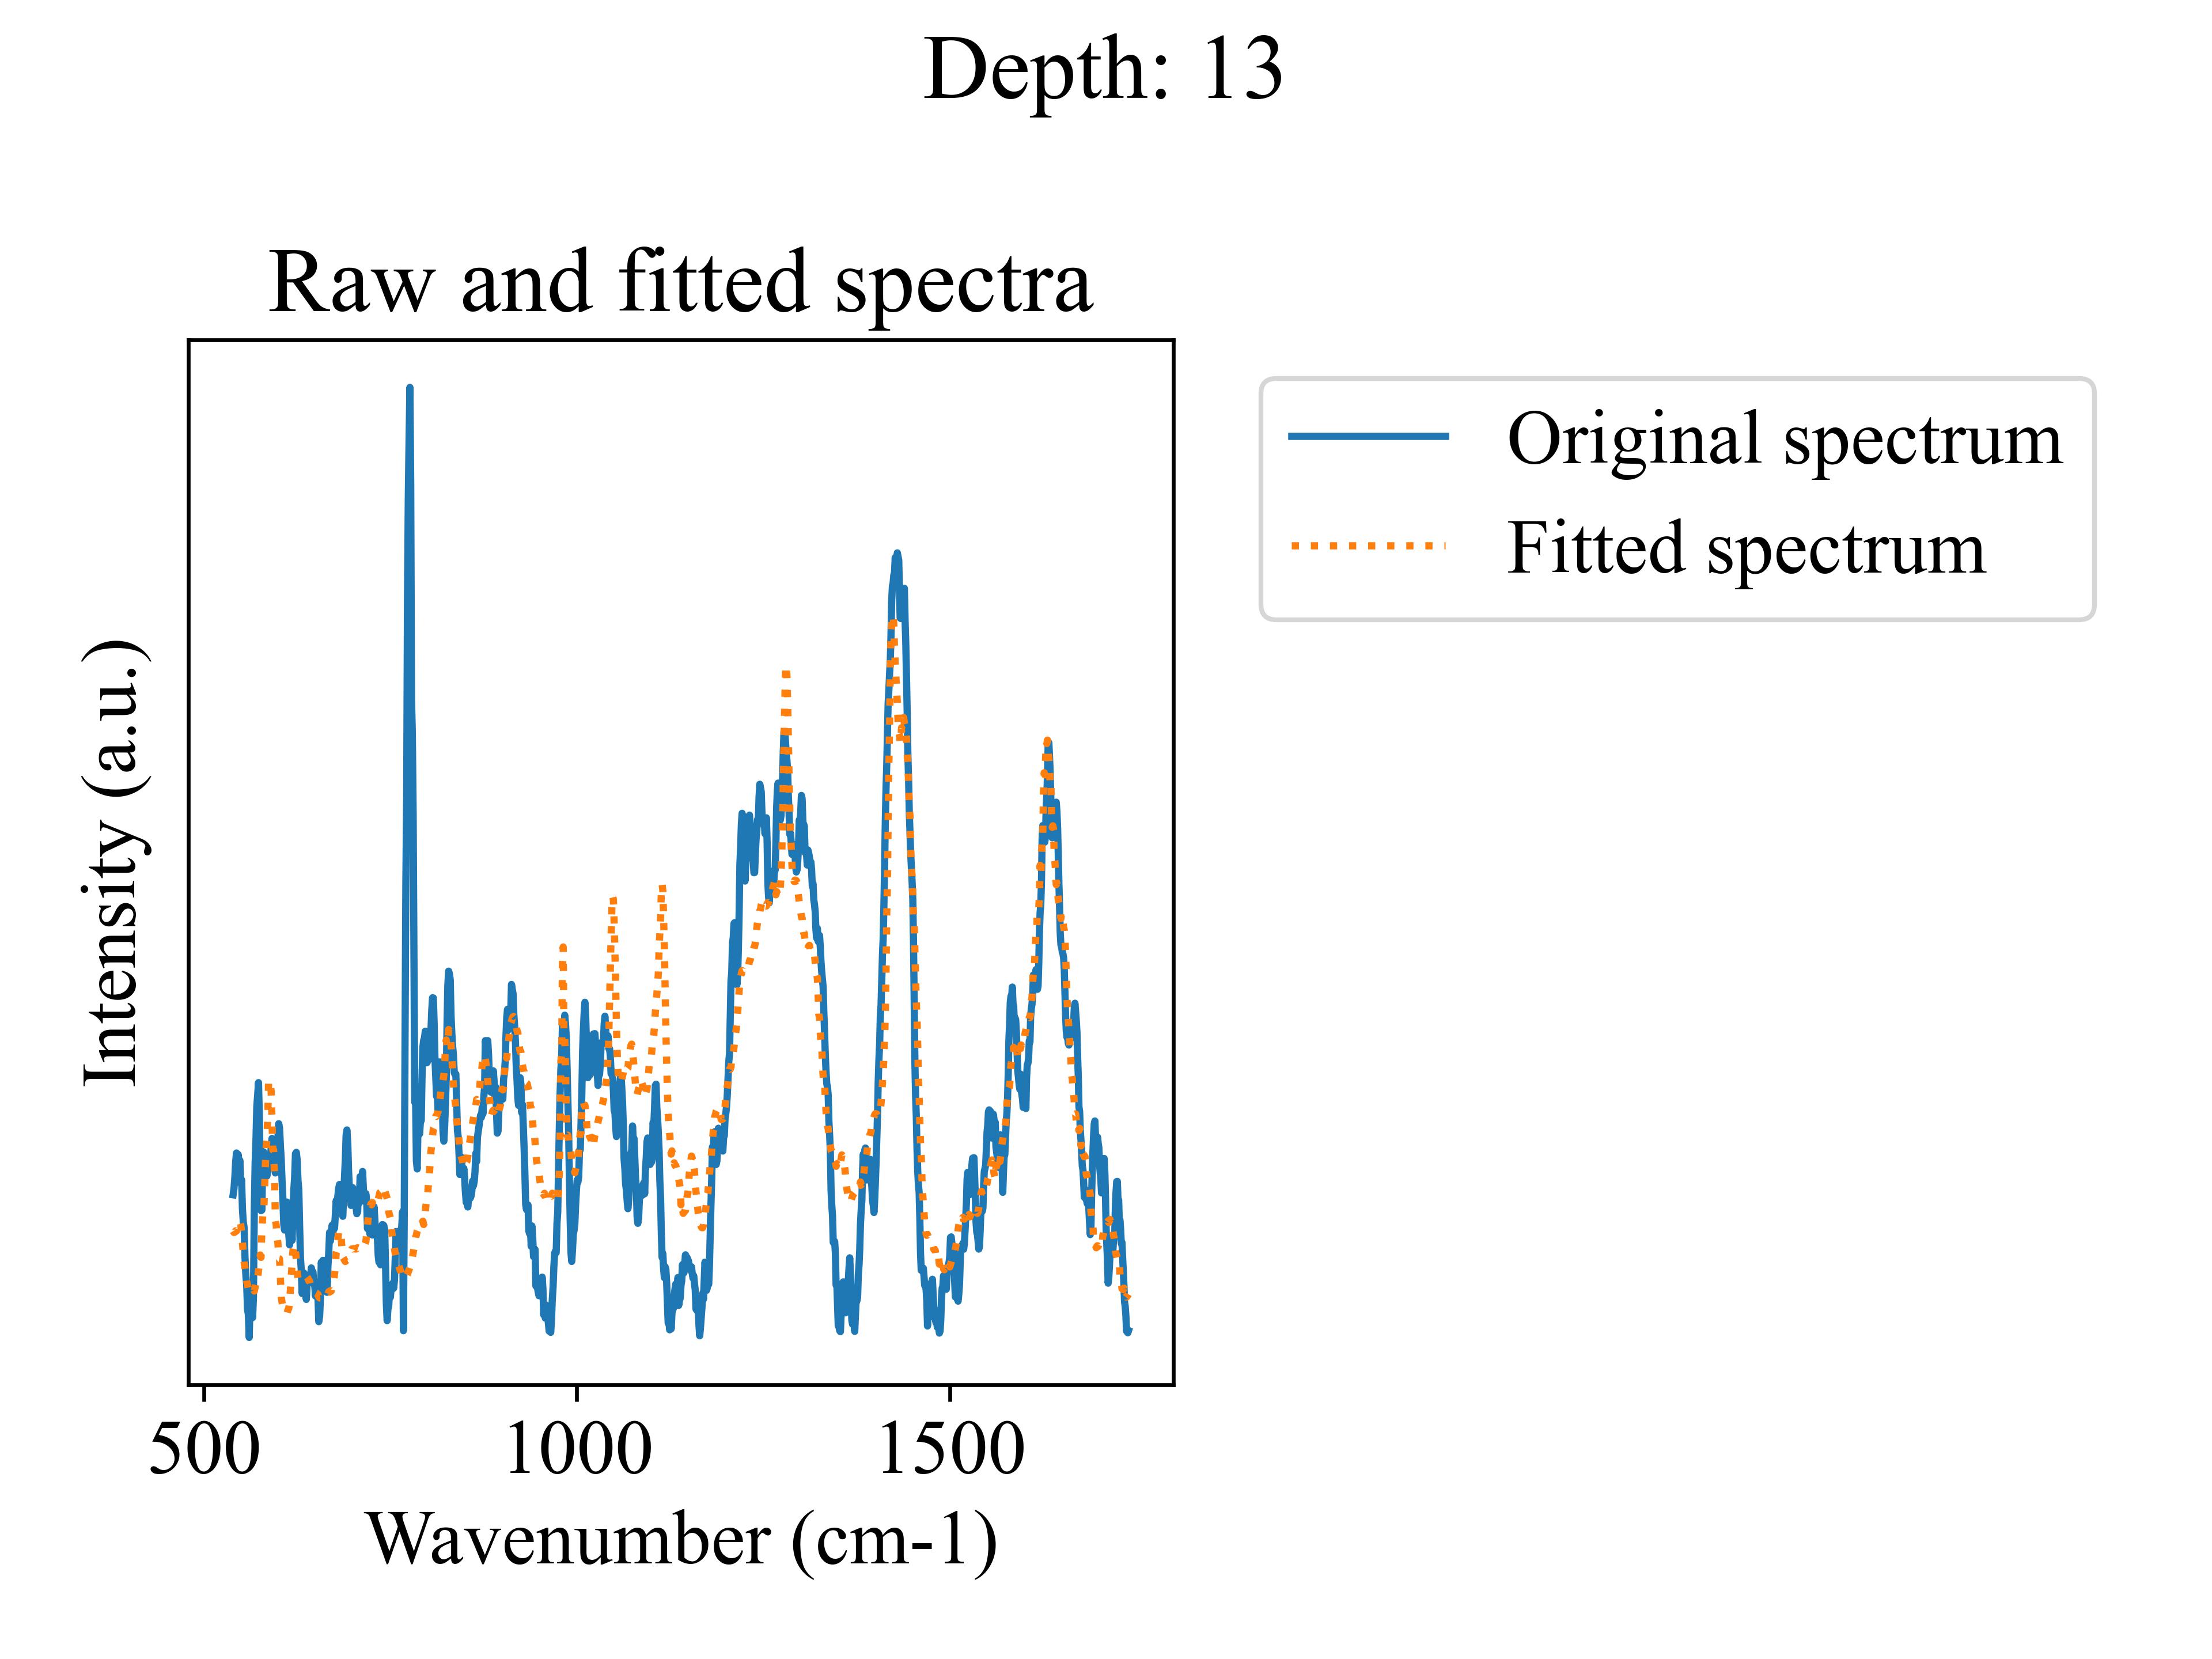 Depth: 13
Raw and fitted spectra
Original spectrum
Fitted spectrum
Intensity (a.u.)
500 1000 1500
Wavenumber (cm-1)